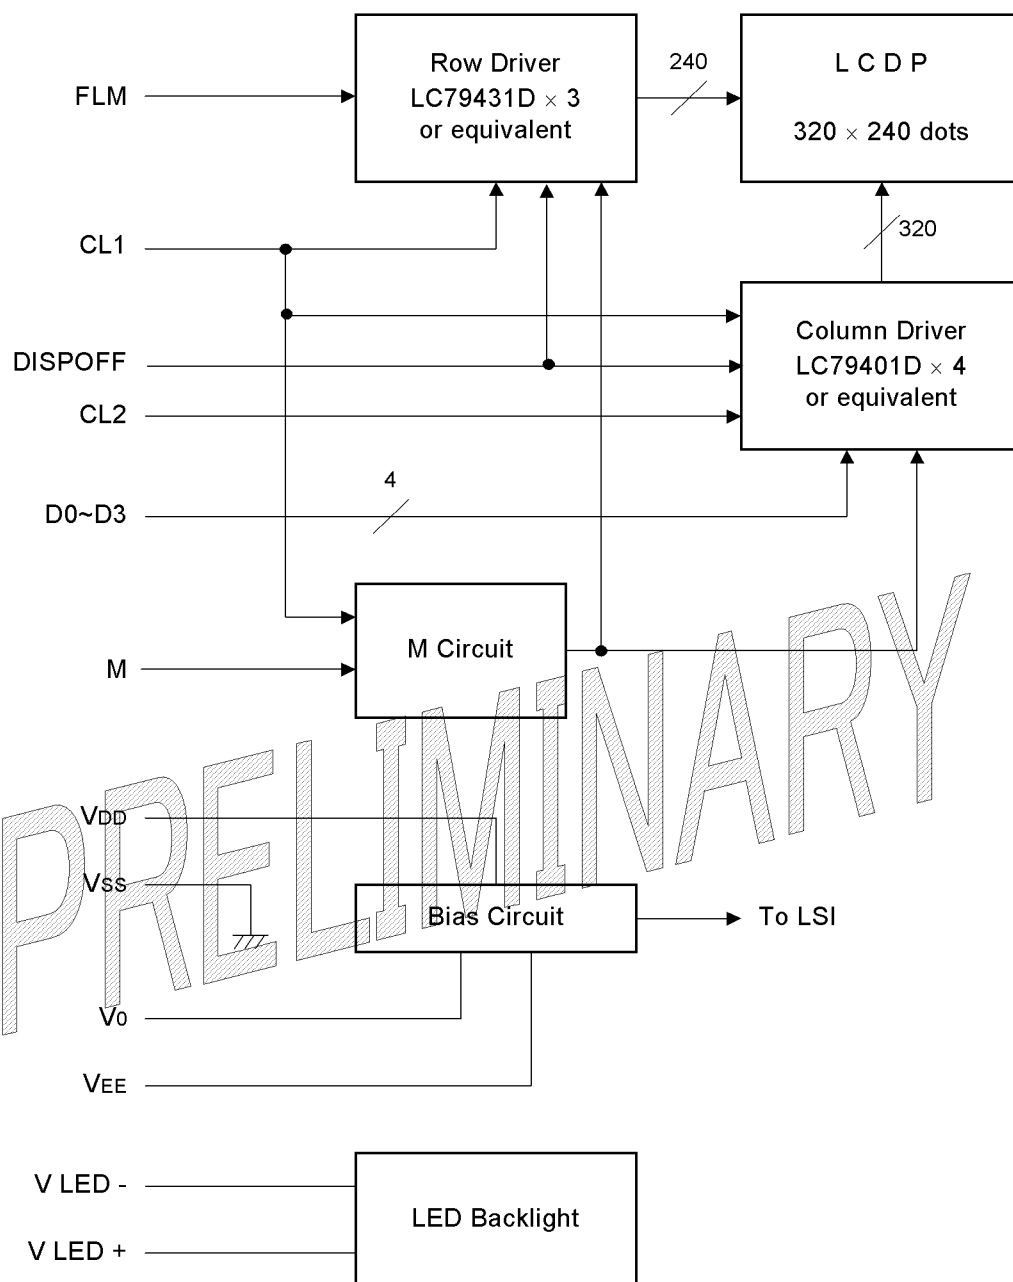 Row Driver
LC79431D × 3
or equivalent
240
L C D P
320 × 240 dots
FLM
CL1
320
Column Driver
LC79401D × 4
or equivalent
DISPOFF
CL2
4
D0~D3
M Circuit
M
PRELIMINARY
VDD
VSS
Bias Circuit
To LSI
V0
VEE
V LED -
LED Backlight
V LED +